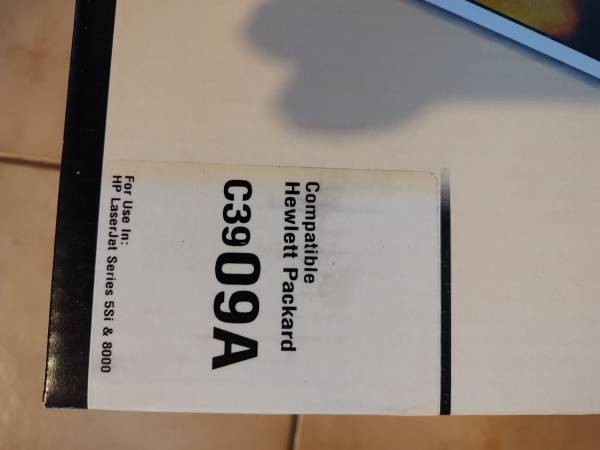 Compatible
Hewlett Packard
C3909A
For Use In:
HP LaserJet Series 5Si & 8000